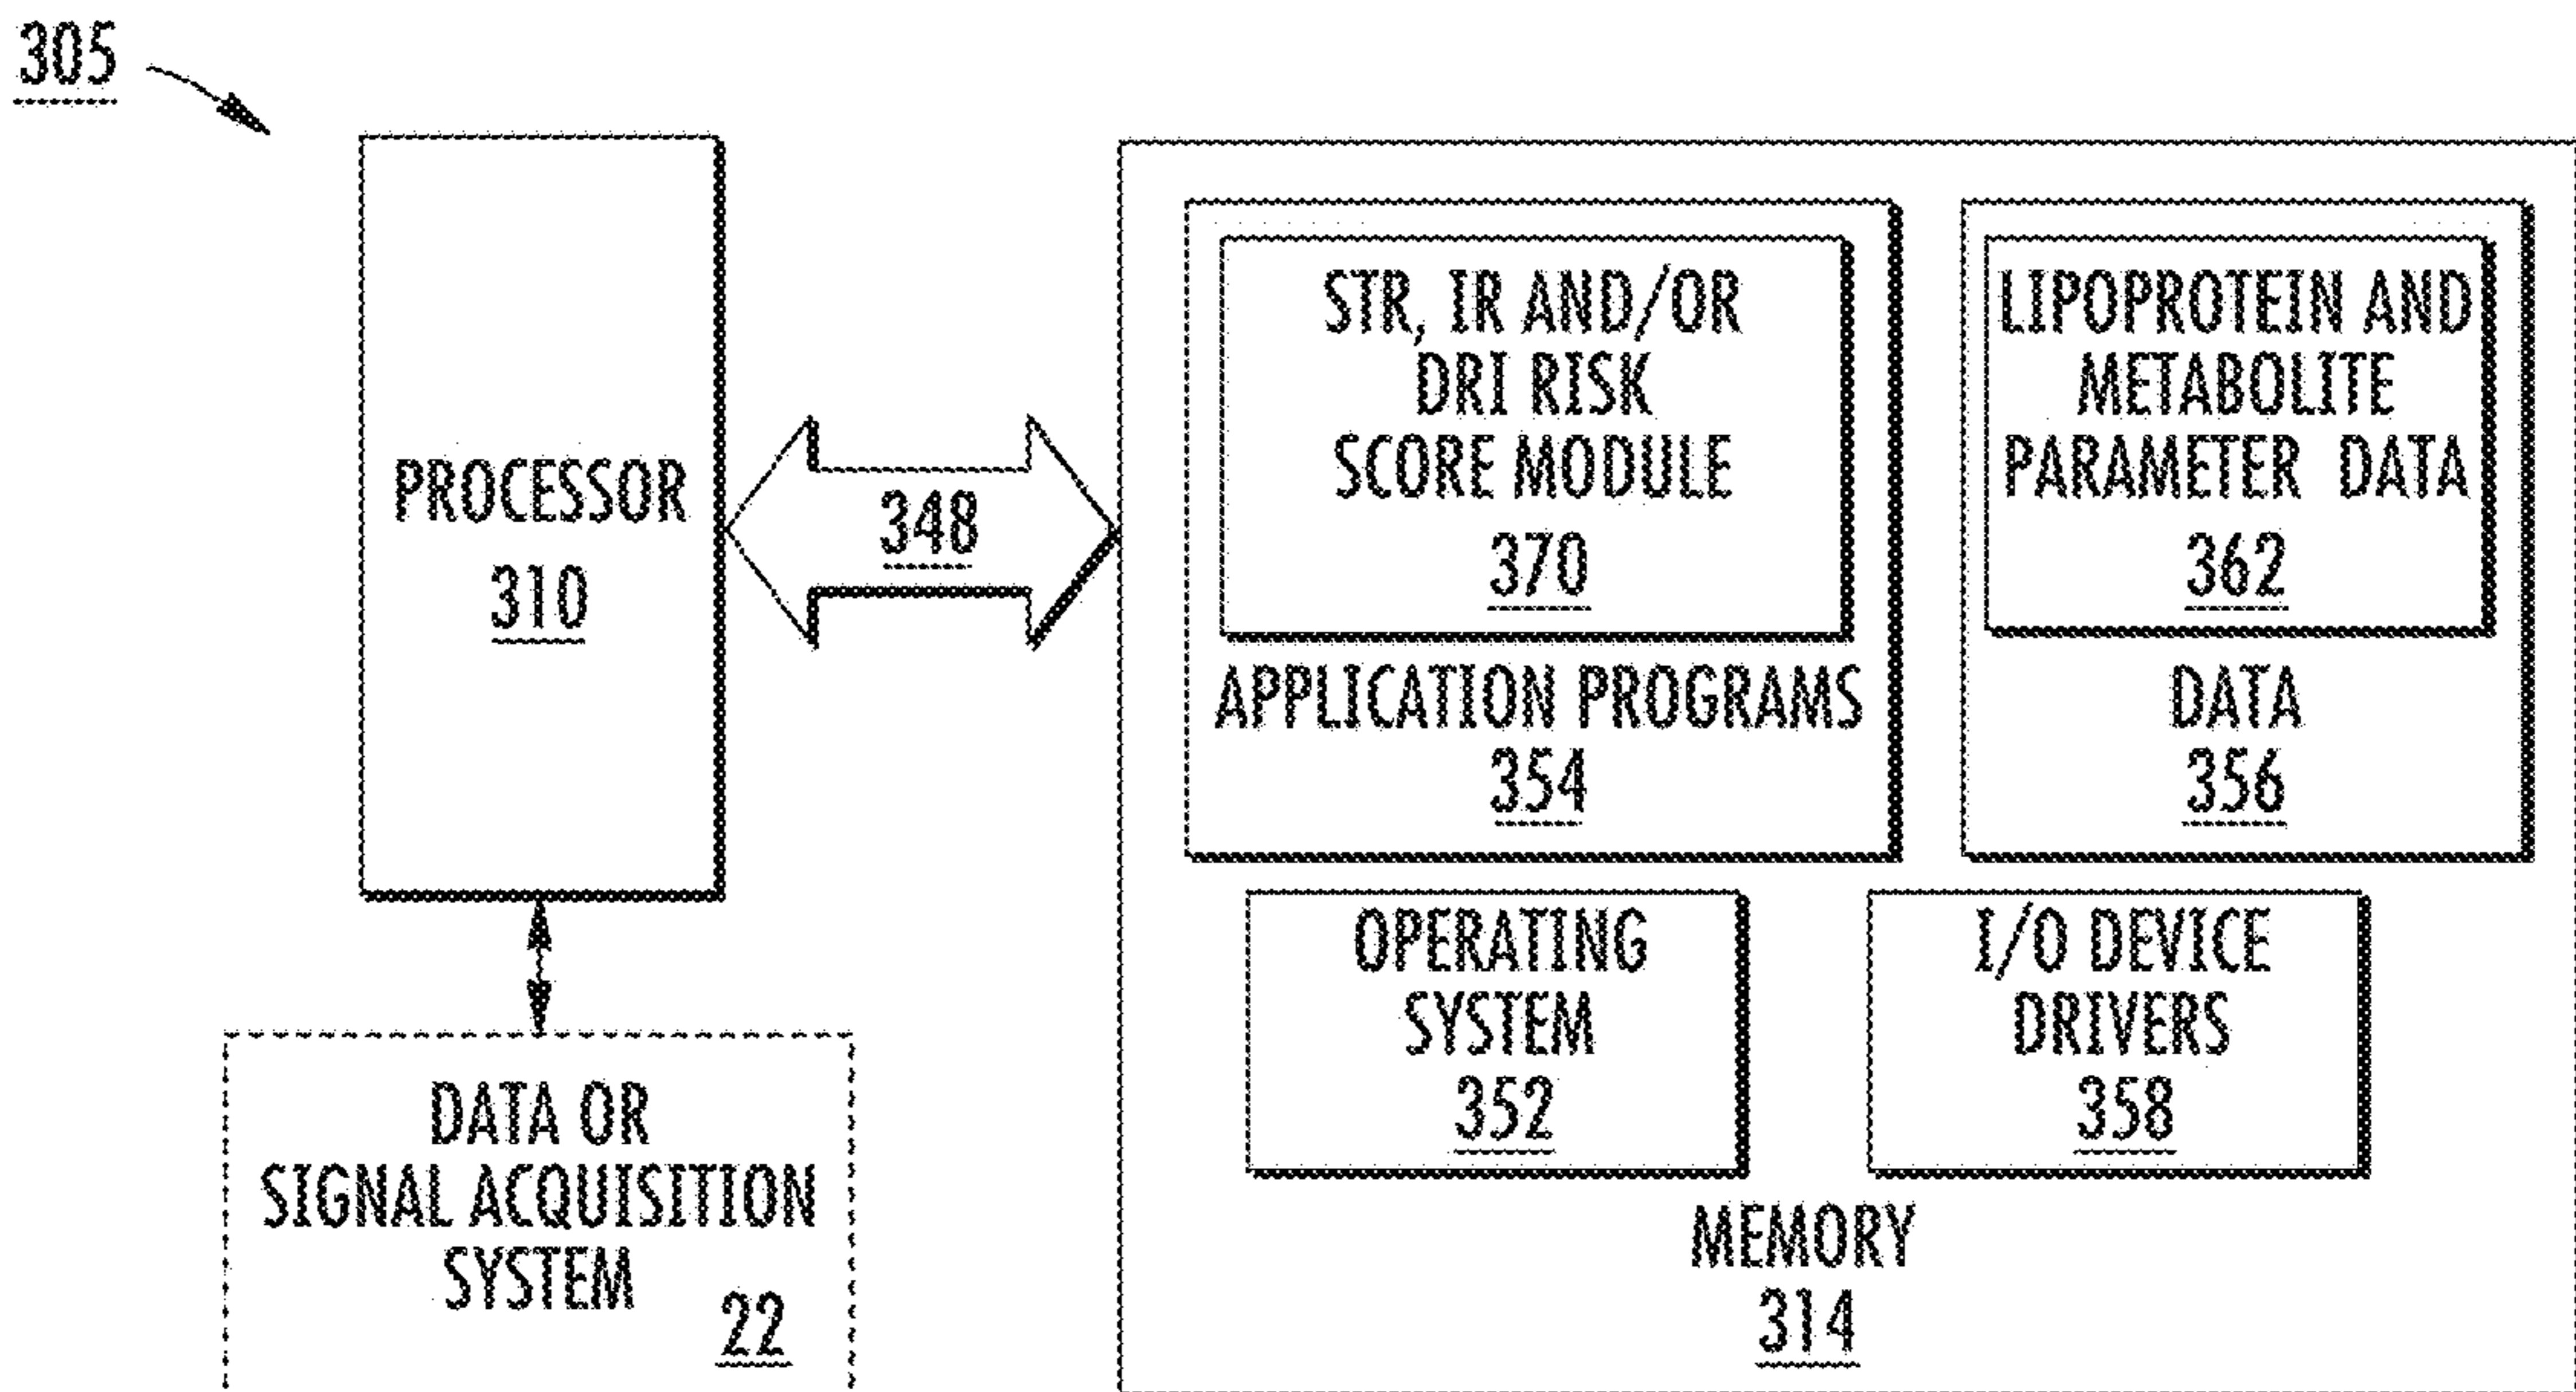 305
PROCESSOR
310
348
STR, IR AND/OR
DRI RISK
SCORE MODULE
370
APPLICATION PROGRAMS
354
LIPOPROTEIN AND
METABOLITE
PARAMETER DATA
362
DATA
356
OPERATING
SYSTEM
352
I/O DEVICE
DRIVERS
358
MEMORY
314
DATA OR
SIGNAL ACQUISITION
SYSTEM
22